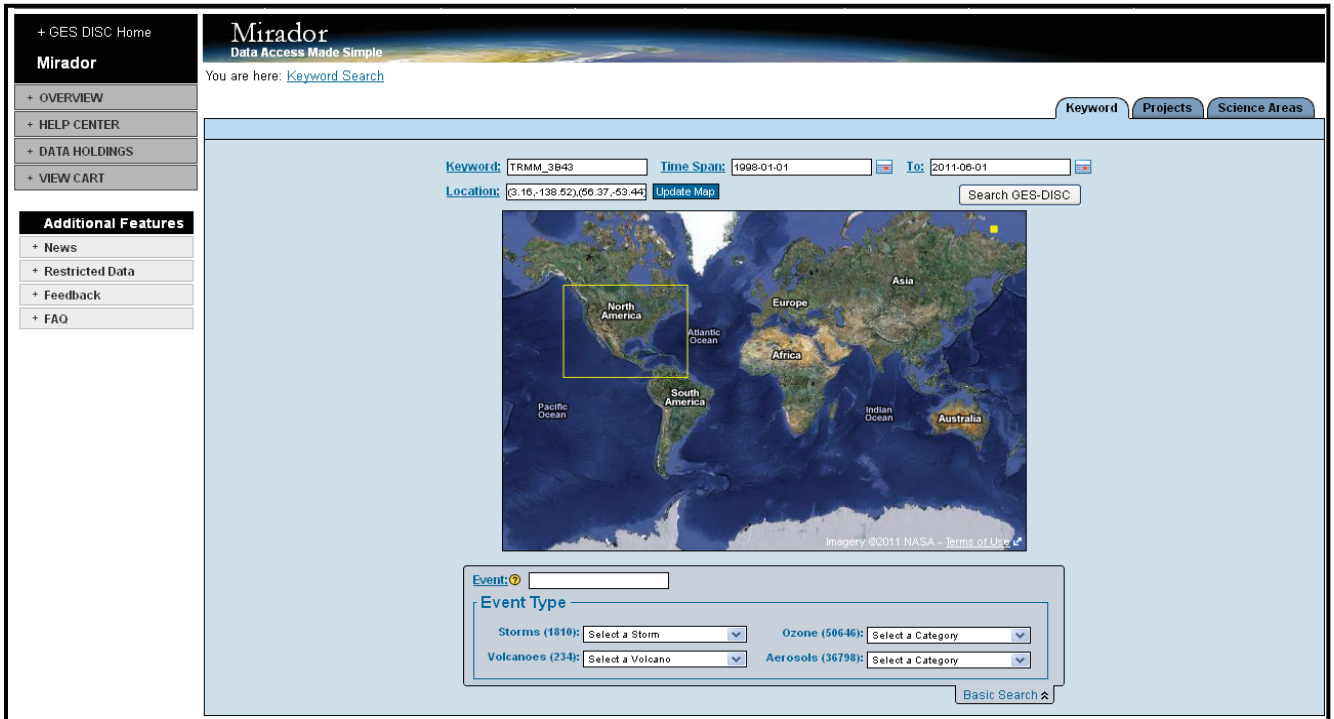 + GES DISC Home
Mirador
+ OVERVIEW
+ HELP CENTER
+ DATA HOLDINGS
+ VIEW CART
Additional Features
+ News
+ Restricted Data
+ Feedback
+ FAQ
Mirador
Data Access Made Simple
You are here: Keyword Search
Keyword Projects Science Areas
Keyword: TRMM_3B43 Time Span: 1998-01-01 To: 2011-06-01
Location: (3.16,-138.52),(56.37,-53.44) Update Map Search GES-DISC
North
America
Atlantic
Ocean
Europe
Asia
Africa
Pacific
Ocean
South
America
Indian
Ocean
Australia
Imagery ©2011 NASA - Terms of Use
Event:?
Event Type
Storms (1810): Select a Storm Ozone (50646): Select a Category
Volcanoes (234): Select a Volcano Aerosols (36798): Select a Category
Basic Search